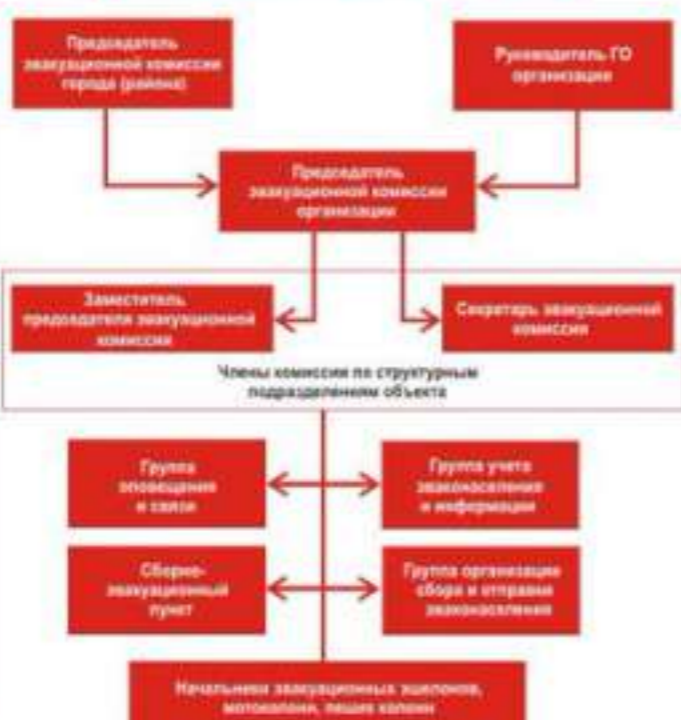 Председатель
эвакуационной комиссии
города (района)
Руководитель ГО
организации
Председатель
эвакуационной комиссии
организации
Заместитель
председателя эвакуационной
комиссии
Секретарь эвакуационной
комиссии
Члены комиссии по структурным
подразделениям объекта
Группа
оповещения
и связи
Группа учета
эваконаселения
и информации
Сборно-
эвакуационный
пункт
Группа организации
сбора и отправки
эваконаселения
Начальники эвакуационных эшелонов,
мотоколонн, пеших колонн